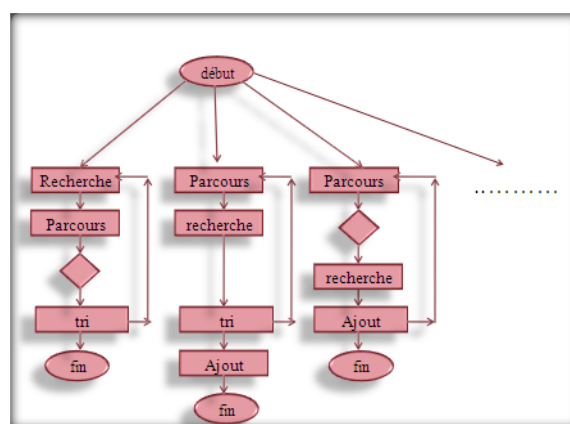 début
Recherche
Parcours
tri
fin
Parcours
recherche
tri
Ajout
fin
Parcours
recherche
Ajout
fin
...........